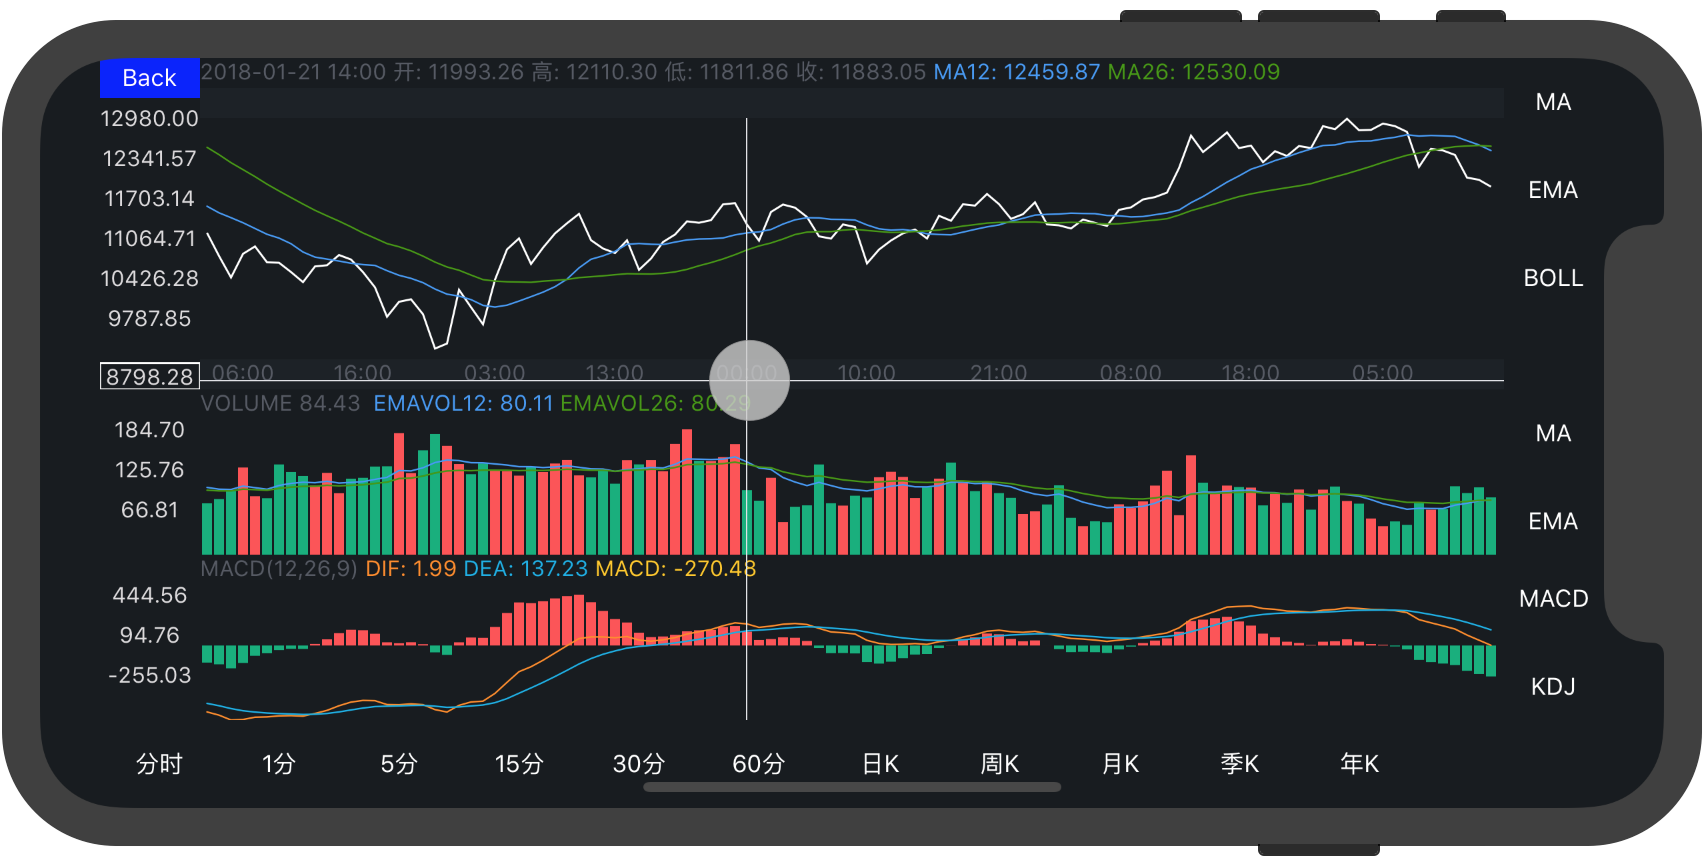 Back
2018-01-21 14:00 开: 11993.26 高: 12110.30 低: 11811.86 收: 11883.05 MA12: 12459.87 MA26: 12530.09
12980.00
MA
12341.57
EMA
11703.14
11064.71
10426.28
BOLL
9787.85
8798.28
06:00 16:00 03:00 13:00 00:00 10:00 21:00 08:00 18:00 05:00
VOLUME 84.43 EMAVOL12: 80.11 EMAVOL26: 80.29
184.70
MA
125.76
66.81
EMA
MACD(12,26,9) DIF: 1.99 DEA: 137.23 MACD: -270.48
444.56
MACD
94.76
-255.03
KDJ
分时 1分 5分 15分 30分 60分 日K 周K 月K 季K 年K